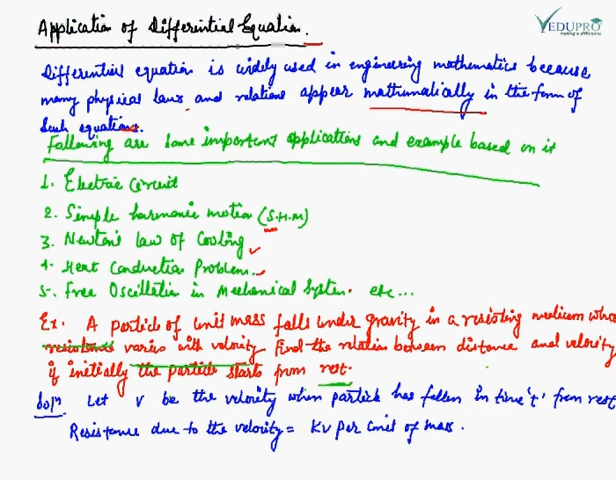 Application of Differential Equation.
VEDUPRO
making a difference
Differential equation is widely used in engineering mathematics because
many physical laws and relations appear mathematically in the form of
such equations.
Following are some important applications and example based on it
1. Electric Circuit
2. Simple harmonic motion (S.H.M)
3. Newton's law of Cooling
4. Heat Conduction Problem
5. Free Oscillation in Mechanical System. etc...
Ex. A particle of unit mass falls under gravity in a resisting medium whose
resistance varies with velocity. Find the relation between distance and velocity
if initially the particle starts from rest.
Solⁿ. Let v be the velocity when particle has fallen in time 't' from rest
Resistance due to the velocity = Kv per unit of mass.